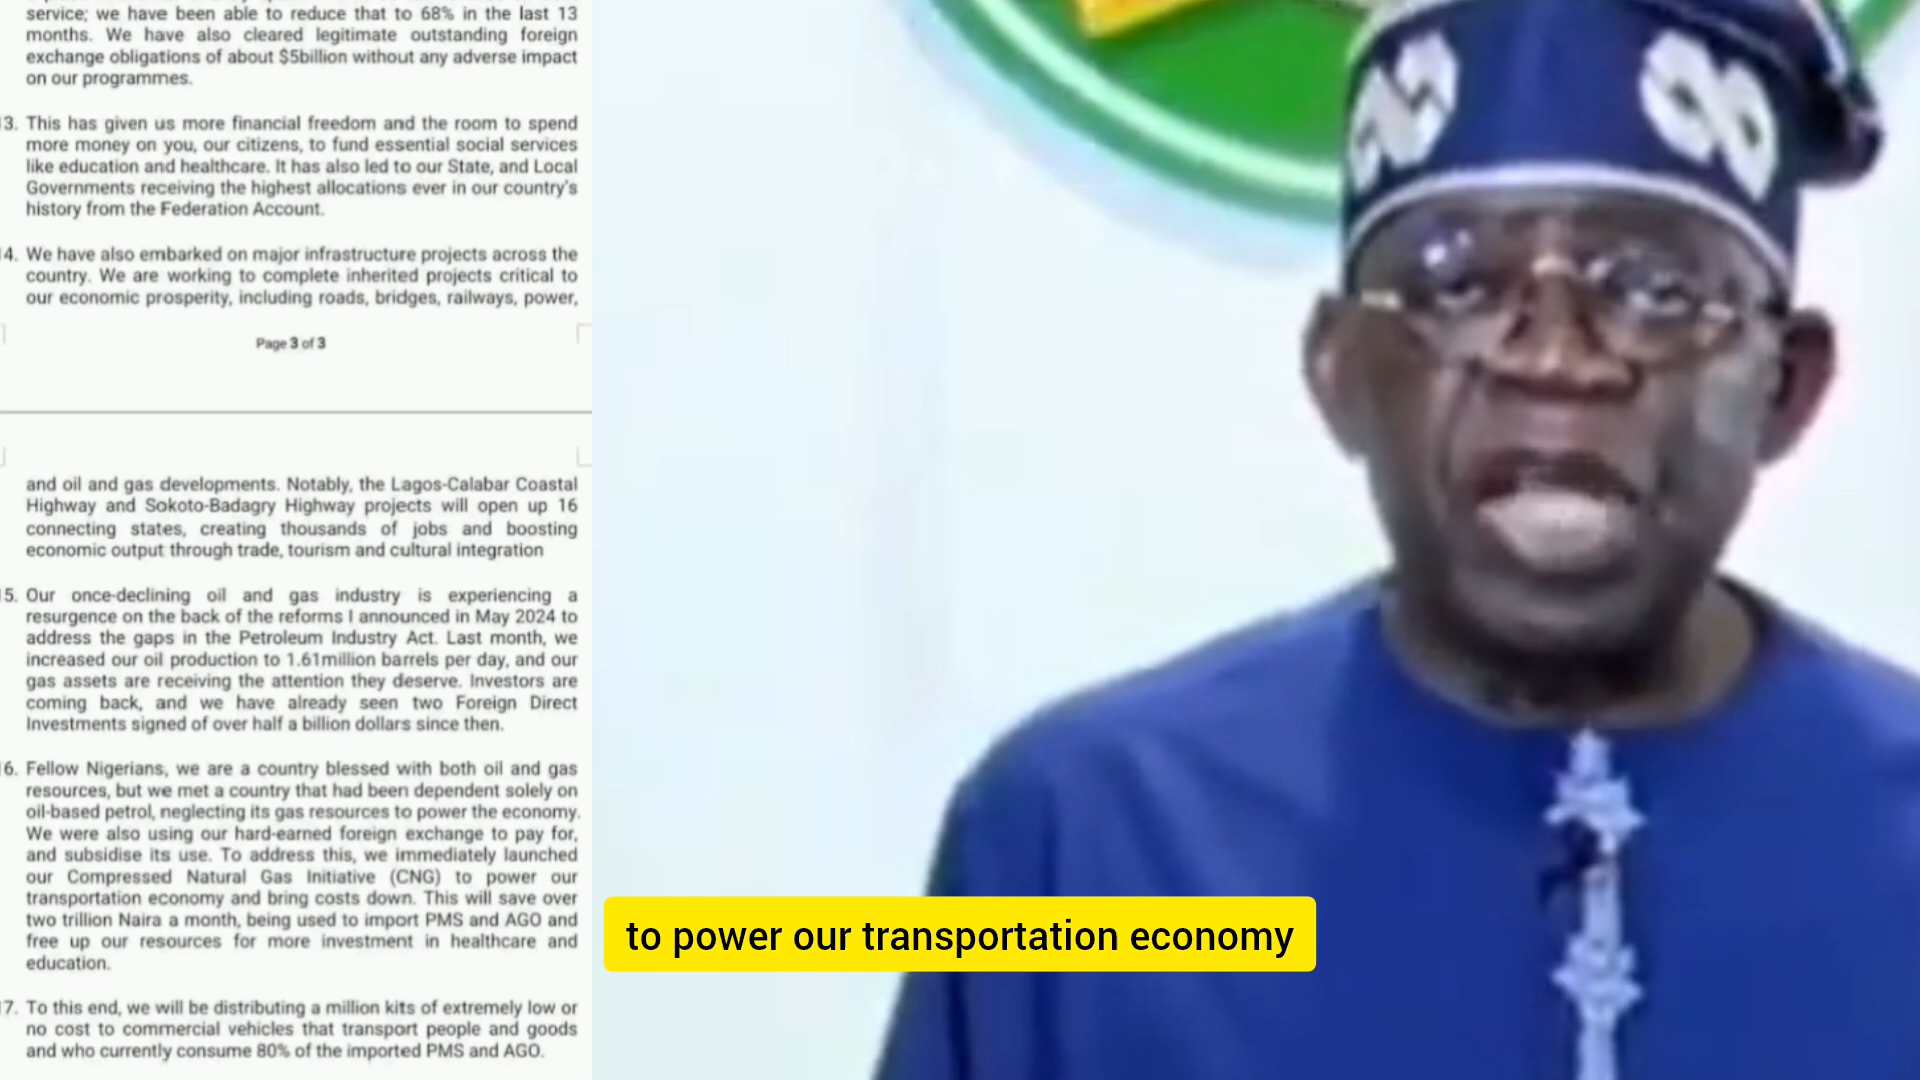 service; we have been able to reduce that to 68% in the last 13
months. We have also cleared legitimate outstanding foreign
exchange obligations of about $5billion without any adverse impact
on our programmes.
3. This has given us more financial freedom and the room to spend
more money on you, our citizens, to fund essential social services
like education and healthcare. It has also led to our State, and Local
Governments receiving the highest allocations ever in our country's
history from the Federation Account.
4. We have also embarked on major infrastructure projects across the
country. We are working to complete inherited projects critical to
our economic prosperity, including roads, bridges, railways, power,
Page 3 of 3
and oil and gas developments. Notably, the Lagos-Calabar Coastal
Highway and Sokoto-Badagry Highway projects will open up 16
connecting states, creating thousands of jobs and boosting
economic output through trade, tourism and cultural integration
5. Our once-declining oil and gas industry is experiencing a
resurgence on the back of the reforms I announced in May 2024 to
address the gaps in the Petroleum Industry Act. Last month, we
increased our oil production to 1.61million barrels per day, and our
gas assets are receiving the attention they deserve. Investors are
coming back, and we have already seen two Foreign Direct
Investments signed of over half a billion dollars since then.
6. Fellow Nigerians, we are a country blessed with both oil and gas
resources, but we met a country that had been dependent solely on
oil-based petrol, neglecting its gas resources to power the economy.
We were also using our hard-earned foreign exchange to pay for,
and subsidise its use. To address this, we immediately launched
our Compressed Natural Gas Initiative (CNG) to power our
transportation economy and bring costs down. This will save over
two trillion Naira a month, being used to import PMS and AGO and
free up our resources for more investment in healthcare and
education.
7. To this end, we will be distributing a million kits of extremely low or
no cost to commercial vehicles that transport people and goods
and who currently consume 80% of the imported PMS and AGO.
to power our transportation economy